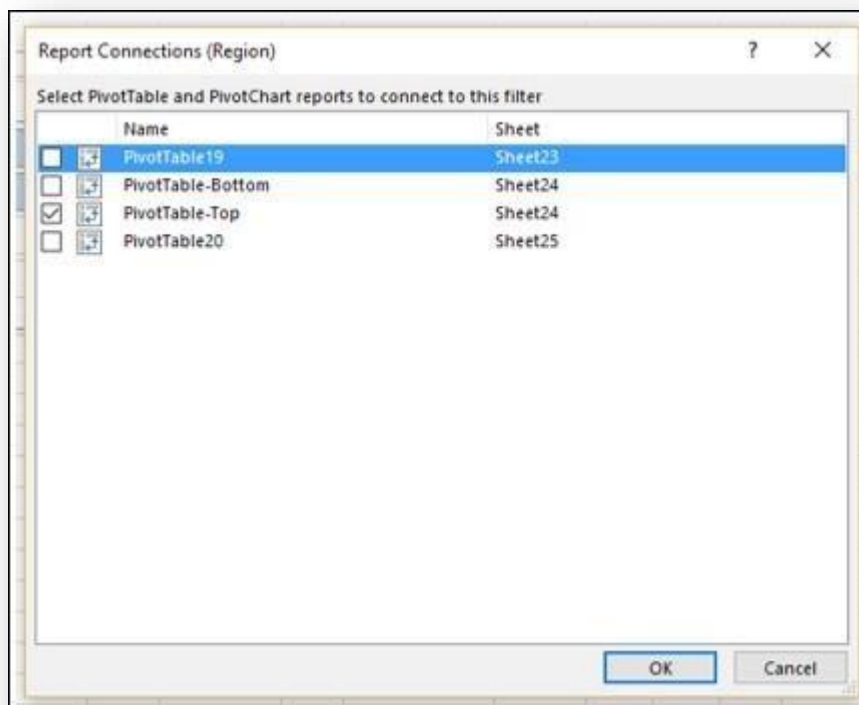 Report Connections (Region) ?
Select PivotTable and PivotChart reports to connect to this filter
Name Sheet
PivotTable19 Sheet23
PivotTable-Bottom Sheet24
PivotTable-Top Sheet24
PivotTable20 Sheet25
OK Cancel